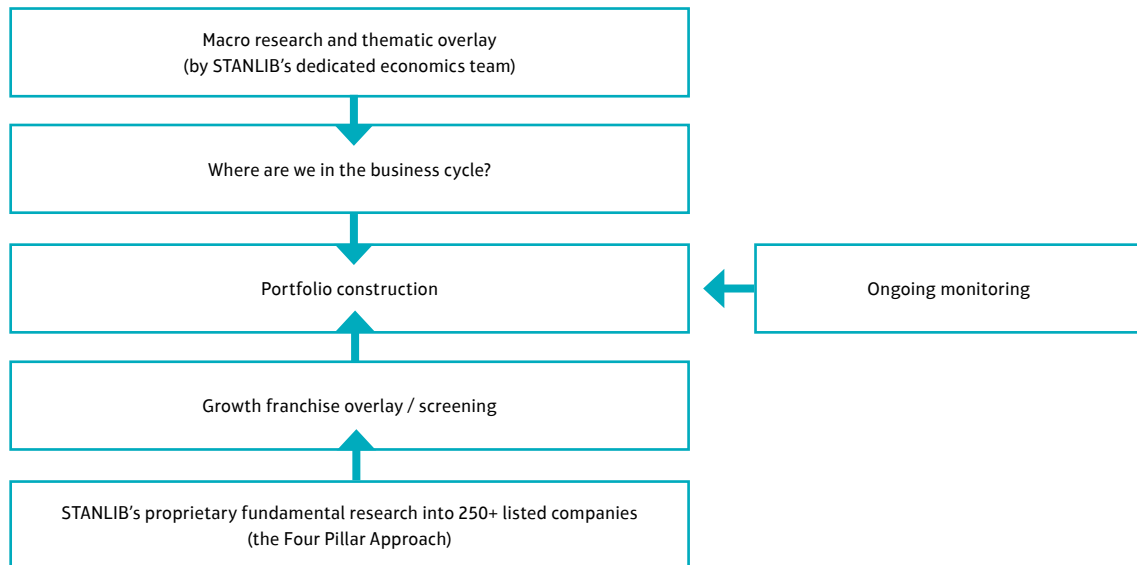 Macro research and thematic overlay
(by STANLIB’s dedicated economics team)
Where are we in the business cycle?
Portfolio construction
Ongoing monitoring
Growth franchise overlay / screening
STANLIB’s proprietary fundamental research into 250+ listed companies
(the Four Pillar Approach)